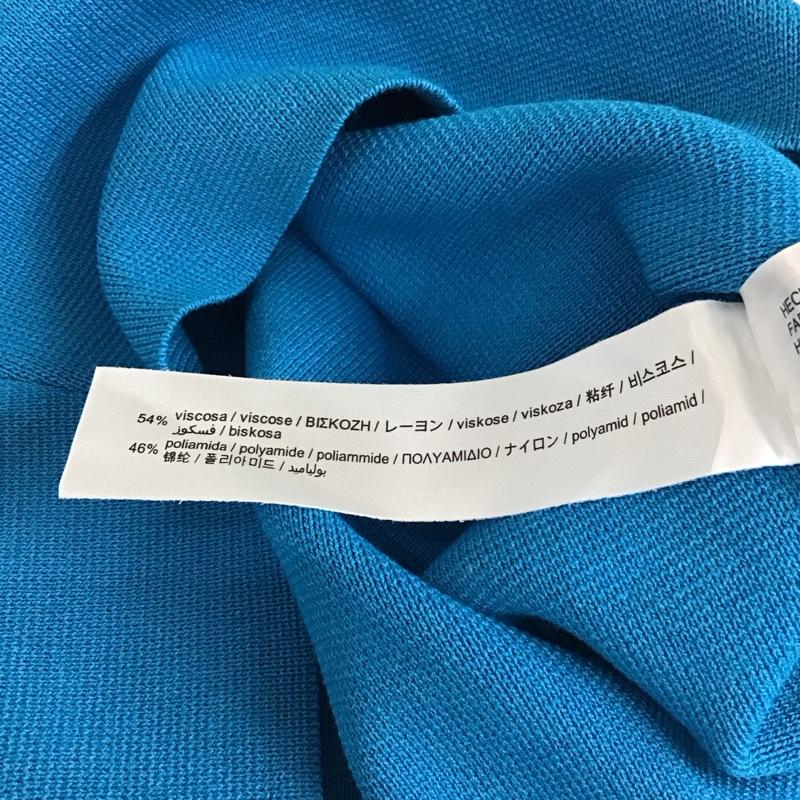 54% viscosa / viscose / ΒΙΣΚΟΖΗ / レーヨン / viskose / viskoza / 粘纤 / 비스코스 /
فسكوز / biskosa
46% poliamida / polyamide / poliammide / ΠΟΛΥΑΜΙΔΙΟ / ナイロン / polyamid / poliamid /
锦纶 / 폴리아미드 / بولياميد